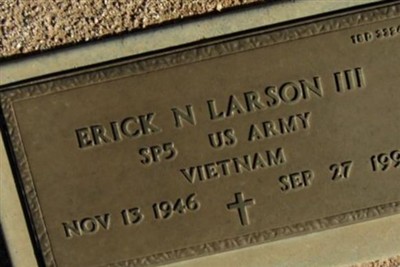 ERICK N LARSON III
SP5 US ARMY
VIETNAM
NOV 13 1946 SEP 27